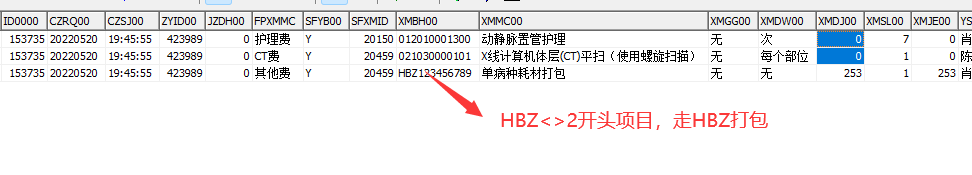 ID0000 CZRQ00 CZSJ00 ZYID00 JZDH00 FPXMMC SFYB00 SFXMID XMBH00 XMMC00 XMGG00 XMDW00 XMDJ00 XMSL00 XMJE00 YS
153735 20220520 19:45:55 423989 0 护理费 Y 20150 012010001300 动静脉置管护理 无 次 0 7 0 肖
153735 20220520 19:45:55 423989 0 CT费 Y 20459 021030000101 X线计算机体层(CT)平扫（使用螺旋扫描） 无 每个部位 0 1 0 陈
153735 20220520 19:45:55 423989 0 其他费 Y 20459 HBZ123456789 单病种耗材打包 无 无 253 1 253 肖
HBZ<>2开头项目，走HBZ打包